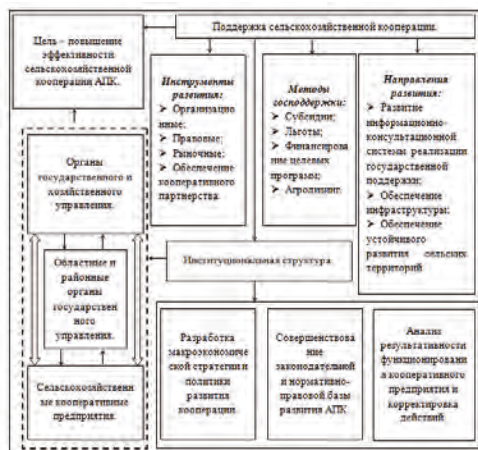 Поддержка сельскохозяйственной кооперации.
Цель – повышение
эффективности
сельскохозяйственной
кооперации АПК.
Инструменты
развития:
➢ Организацио
нные;
➢ Правовые;
➢ Рыночные;
➢ Обеспечение
кооперативного
партнерства.
Методы
господдержки:
➢ Субсидии;
➢ Льготы;
➢ Финансирова
ние целевых
программ;
➢ Агролизинг.
Направления
развития:
➢ Развитие
информационно-
консультационной
системы реализации
государственной
поддержки;
➢ Обеспечение
инфраструктуры;
➢ Обеспечение
устойчивого
развития сельских
территорий
Органы
государственного и
хозяйственного
управления.
Областные и
районные
органы
государствен
ного
управления.
Сельскохозяйствен
ные кооперативные
предприятия.
Институциональная структура
Разработка
макроэкономиче
ской стратегии и
политики
развития
кооперации.
Совершенствова
ние
законодательной
и нормативно-
правовой базы
развития АПК.
Анализ
результативности
функционировани
я кооперативного
предприятия и
корректировка
действий.